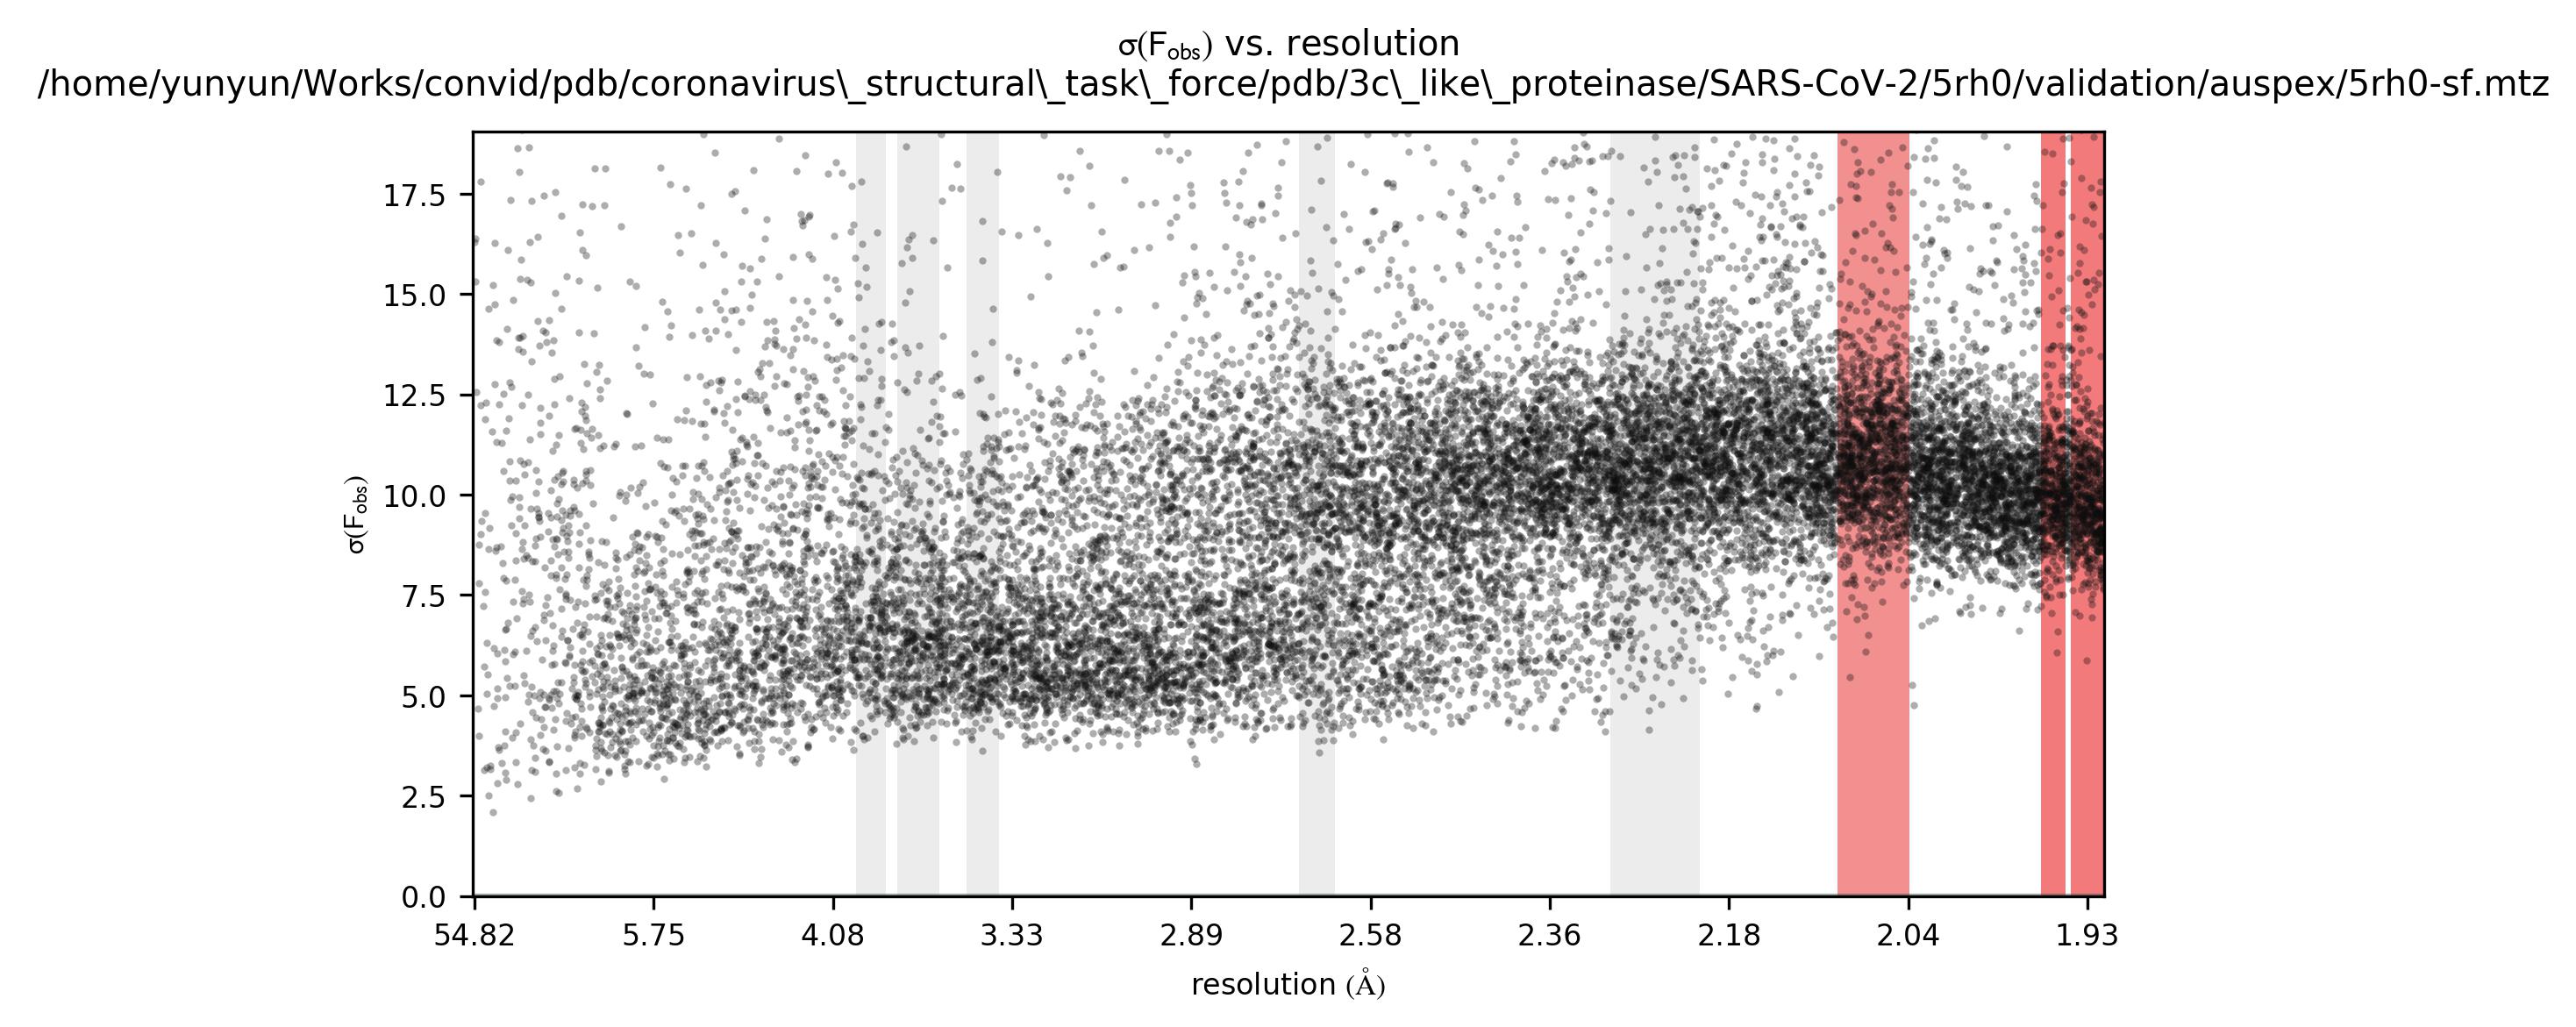 σ(Fobs) vs. resolution
/home/yunyun/Works/convid/pdb/coronavirus\_structural\_task\_force/pdb/3c\_like\_proteinase/SARS-CoV-2/5rh0/validation/auspex/5rh0-sf.mtz
17.5
15.0
12.5
10.0
7.5
5.0
2.5
0.0
σ(Fobs)
54.82 5.75 4.08 3.33 2.89 2.58 2.36 2.18 2.04 1.93
resolution (Å)